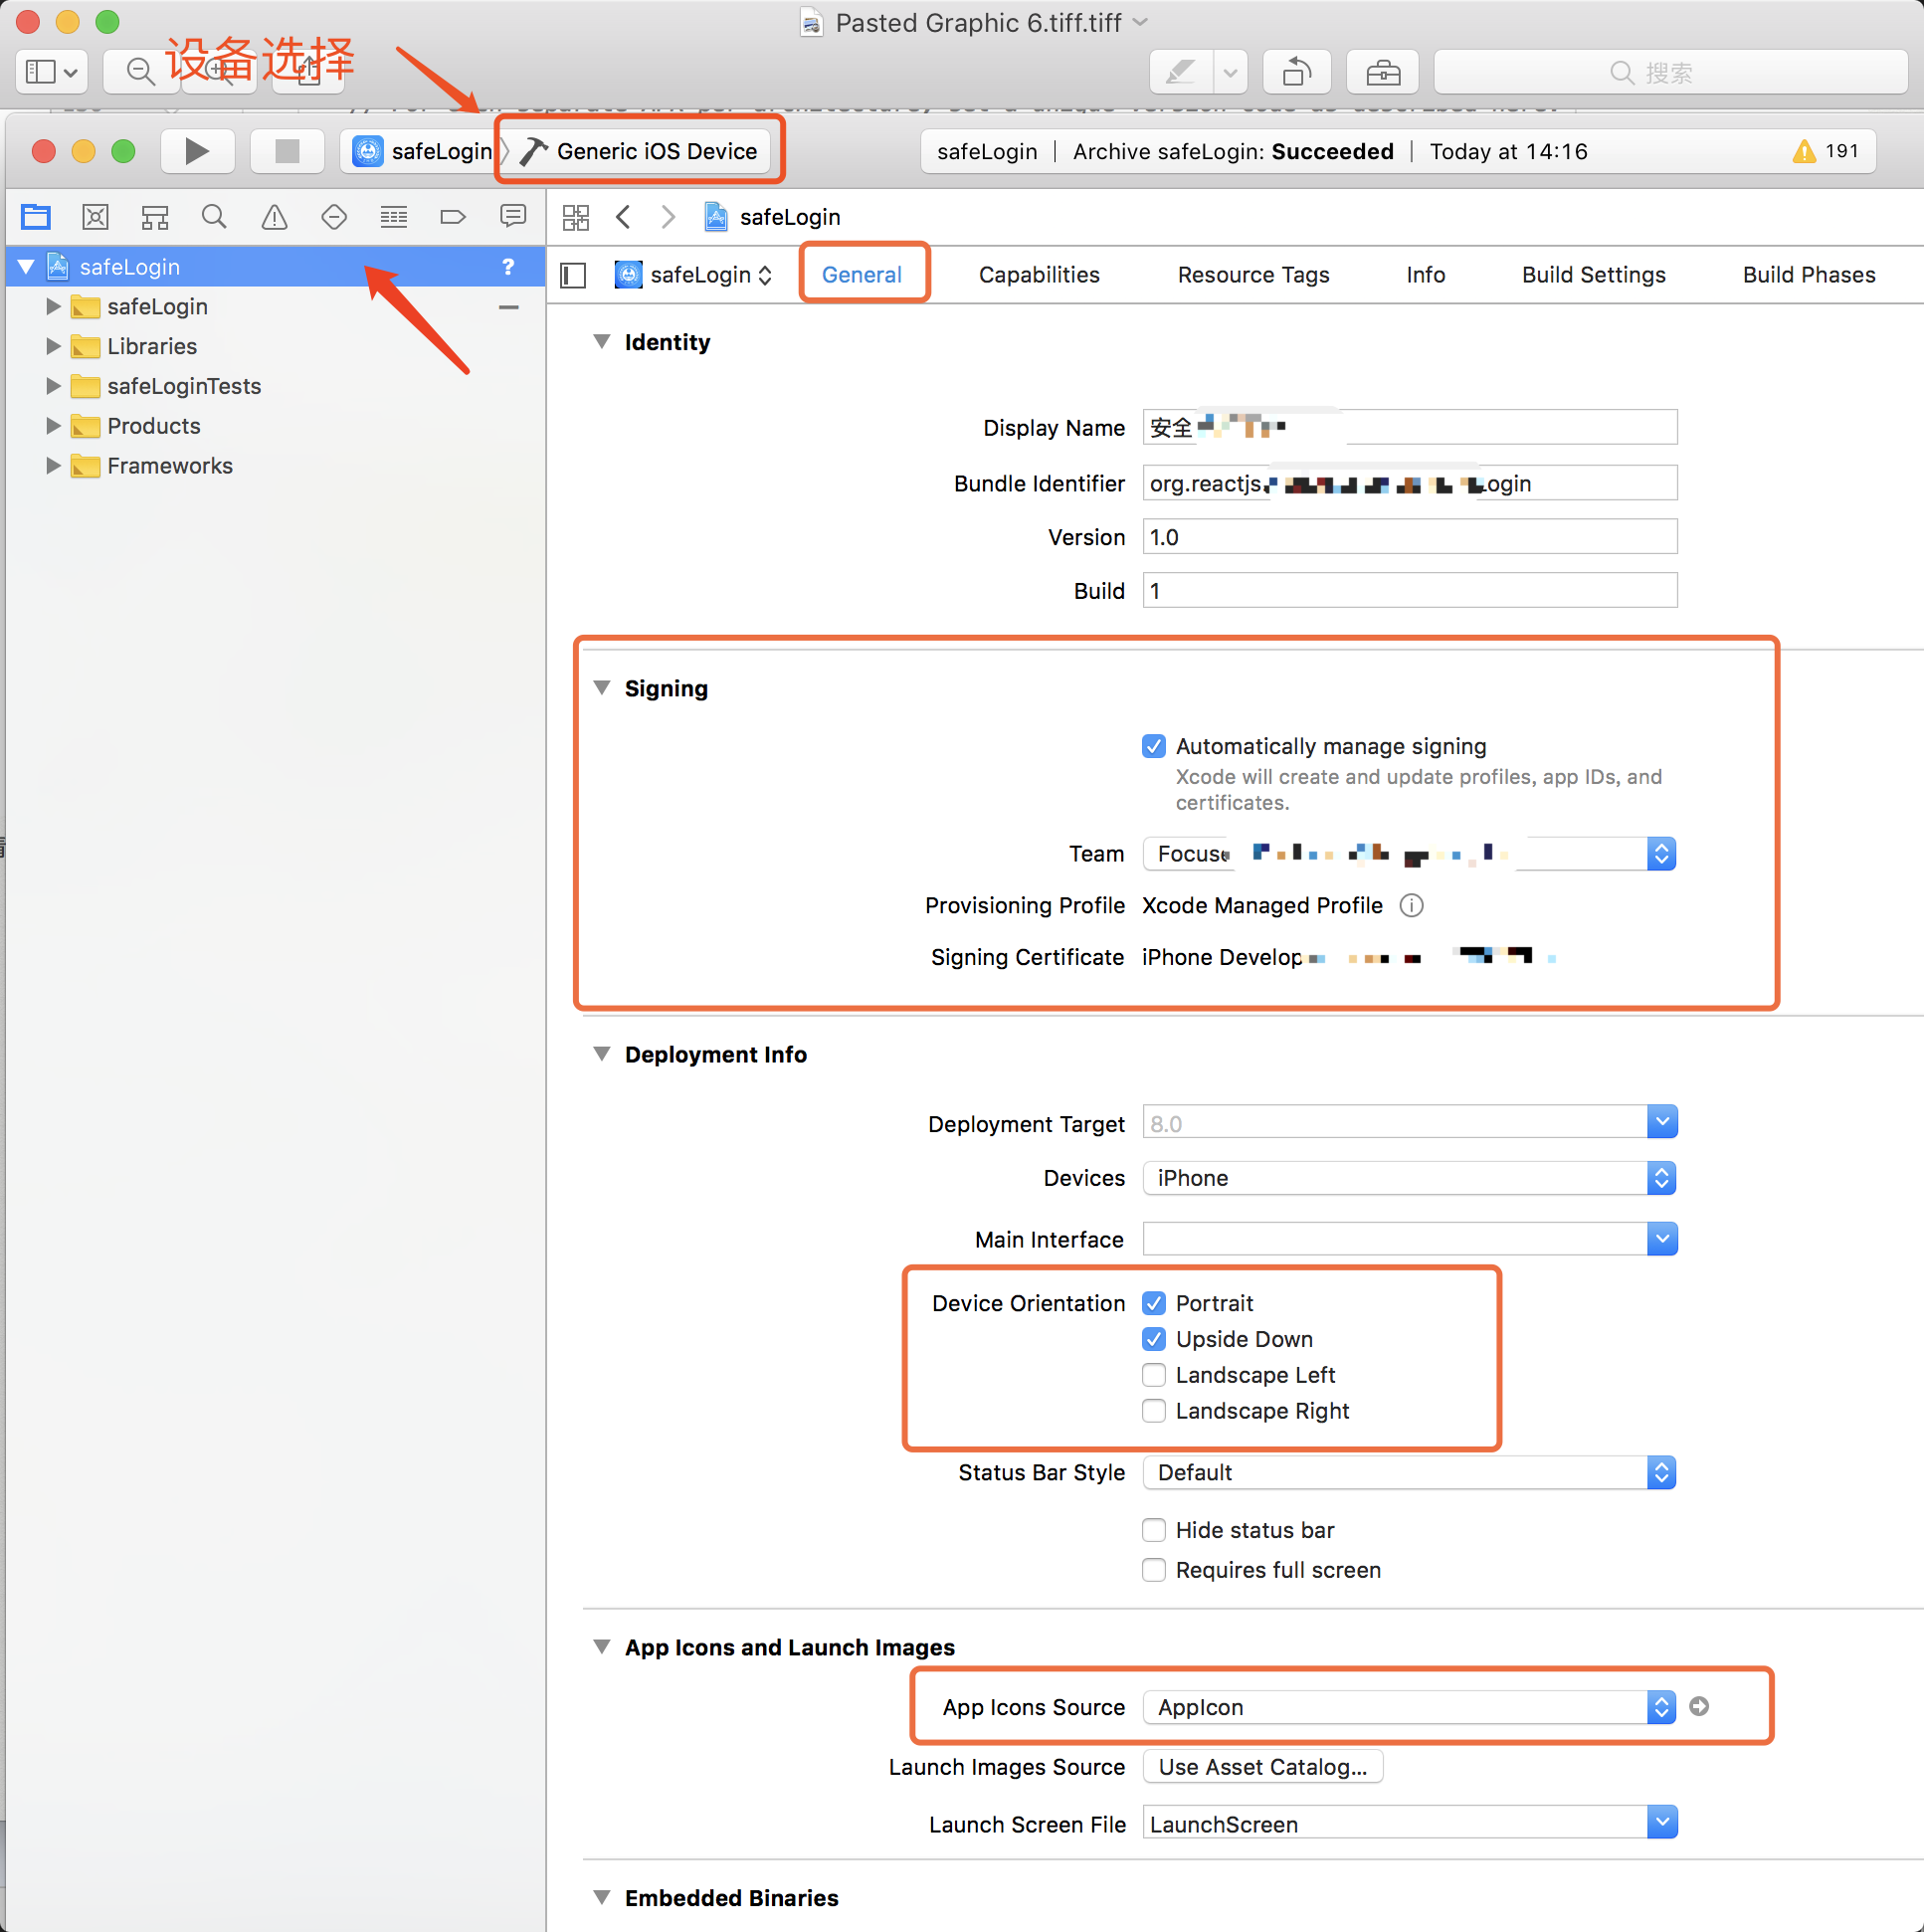 Pasted Graphic 6.tiff.tiff
设备选择
搜索
safeLogin
Generic iOS Device
safeLogin | Archive safeLogin: Succeeded | Today at 14:16
191
safeLogin
safeLogin ?
safeLogin
Libraries
safeLoginTests
Products
Frameworks
safeLogin
General
Capabilities
Resource Tags
Info
Build Settings
Build Phases
Identity
Display Name 安全
Bundle Identifier org.reactjs. Login
Version 1.0
Build 1
Signing
Automatically manage signing
Xcode will create and update profiles, app IDs, and
certificates.
Team
Provisioning Profile Xcode Managed Profile
Signing Certificate iPhone Develop
Deployment Info
Deployment Target 8.0
Devices iPhone
Main Interface
Device Orientation Portrait
Upside Down
Landscape Left
Landscape Right
Status Bar Style Default
Hide status bar
Requires full screen
App Icons and Launch Images
App Icons Source AppIcon
Launch Images Source Use Asset Catalog...
Launch Screen File LaunchScreen
Embedded Binaries